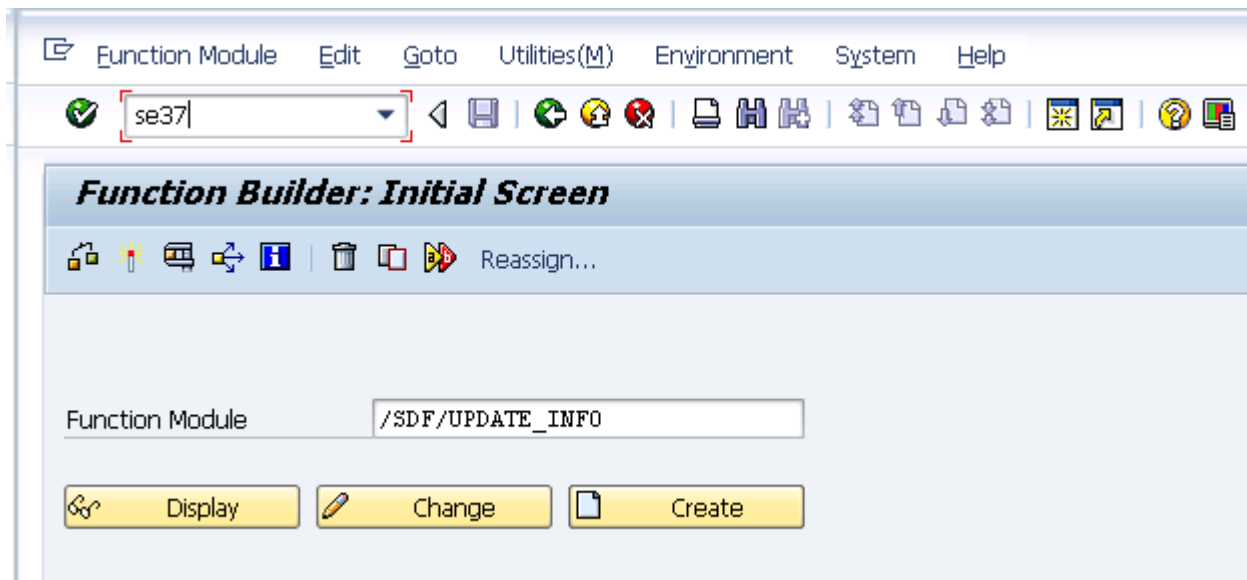 Function Module Edit Goto Utilities(M) Environment System Help
se37
Function Builder: Initial Screen
Reassign...
Function Module /SDF/UPDATE_INFO
Display Change Create